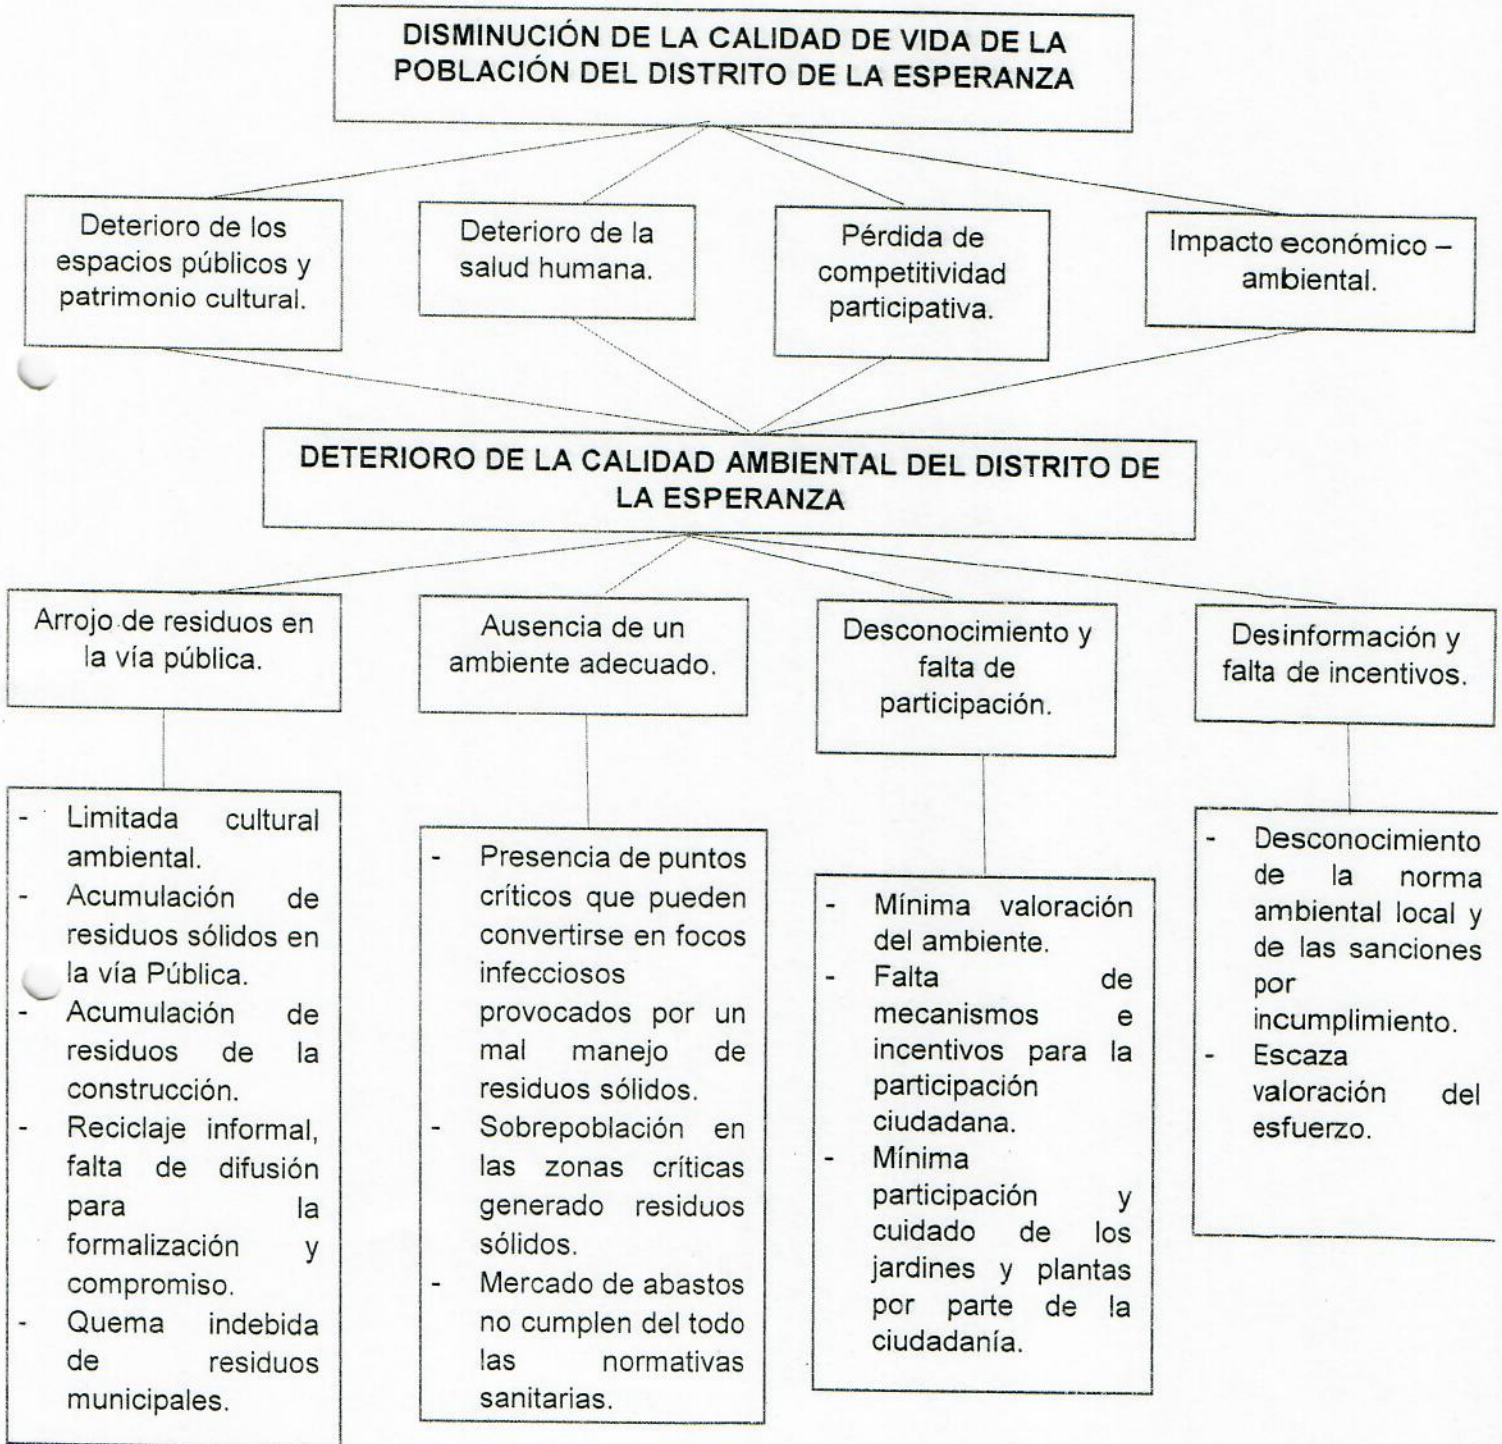 DISMINUCIÓN DE LA CALIDAD DE VIDA DE LA
POBLACIÓN DEL DISTRITO DE LA ESPERANZA
Deterioro de los
espacios públicos y
patrimonio cultural.
Deterioro de la
salud humana.
Pérdida de
competitividad
participativa.
Impacto económico –
ambiental.
DETERIORO DE LA CALIDAD AMBIENTAL DEL DISTRITO DE
LA ESPERANZA
Arrojo de residuos en
la vía pública.
Ausencia de un
ambiente adecuado.
Desconocimiento y
falta de
participación.
Desinformación y
falta de incentivos.
- Limitada cultural
ambiental.
- Acumulación de
residuos sólidos en
la vía Pública.
- Acumulación de
residuos de la
construcción.
- Reciclaje informal,
falta de difusión
para la
formalización y
compromiso.
- Quema indebida
de residuos
municipales.
- Presencia de puntos
críticos que pueden
convertirse en focos
infecciosos
provocados por un
mal manejo de
residuos sólidos.
- Sobrepoblación en
las zonas críticas
generado residuos
sólidos.
- Mercado de abastos
no cumplen del todo
las normativas
sanitarias.
- Mínima valoración
del ambiente.
- Falta de
mecanismos e
incentivos para la
participación
ciudadana.
- Mínima
participación y
cuidado de los
jardines y plantas
por parte de la
ciudadanía.
- Desconocimiento
de la norma
ambiental local y
de las sanciones
por
incumplimiento.
- Escaza
valoración del
esfuerzo.